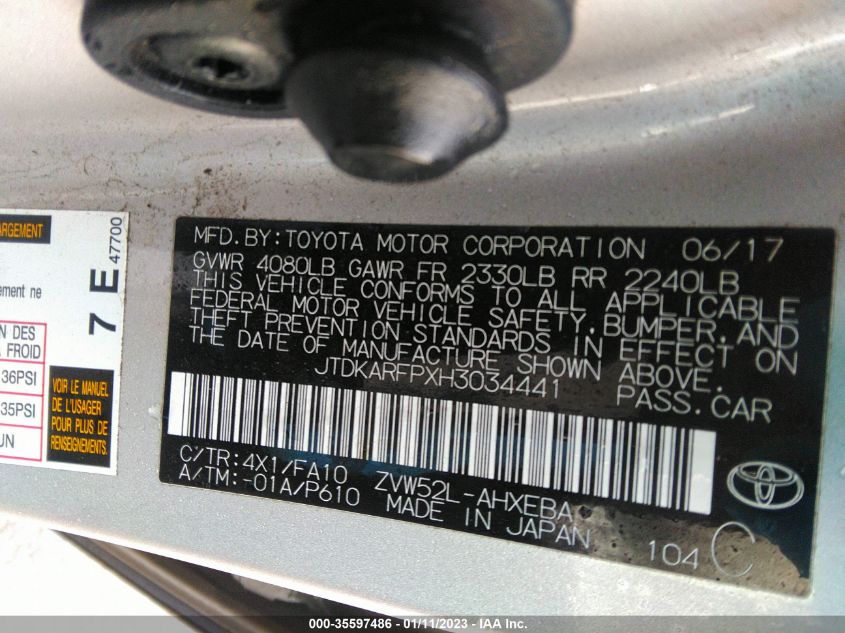 ARGEMENT
ement ne
N DES
FROID
36PSI
35PSI
UN
7 E 47700
VOIR LE MANUEL
DE L'USAGER
POUR PLUS DE
RENSEIGNEMENTS.
MFD.BY:TOYOTA MOTOR CORPORATION 06/17
GVWR 4080LB GAWR FR 2330LB RR 2240LB
THIS VEHICLE CONFORMS TO ALL APPLICABLE
FEDERAL MOTOR VEHICLE SAFETY,BUMPER,AND
THEFT PREVENTION STANDARDS IN EFFECT ON
THE DATE OF MANUFACTURE SHOWN ABOVE.
JTDKARFPXH3034441 PASS.CAR
C/TR:4X1/FA10 ZVW52L-AHXEBA
A/TM:-01A/P610 MADE IN JAPAN
104 C
000-35597486 - 01/11/2023 - IAA Inc.